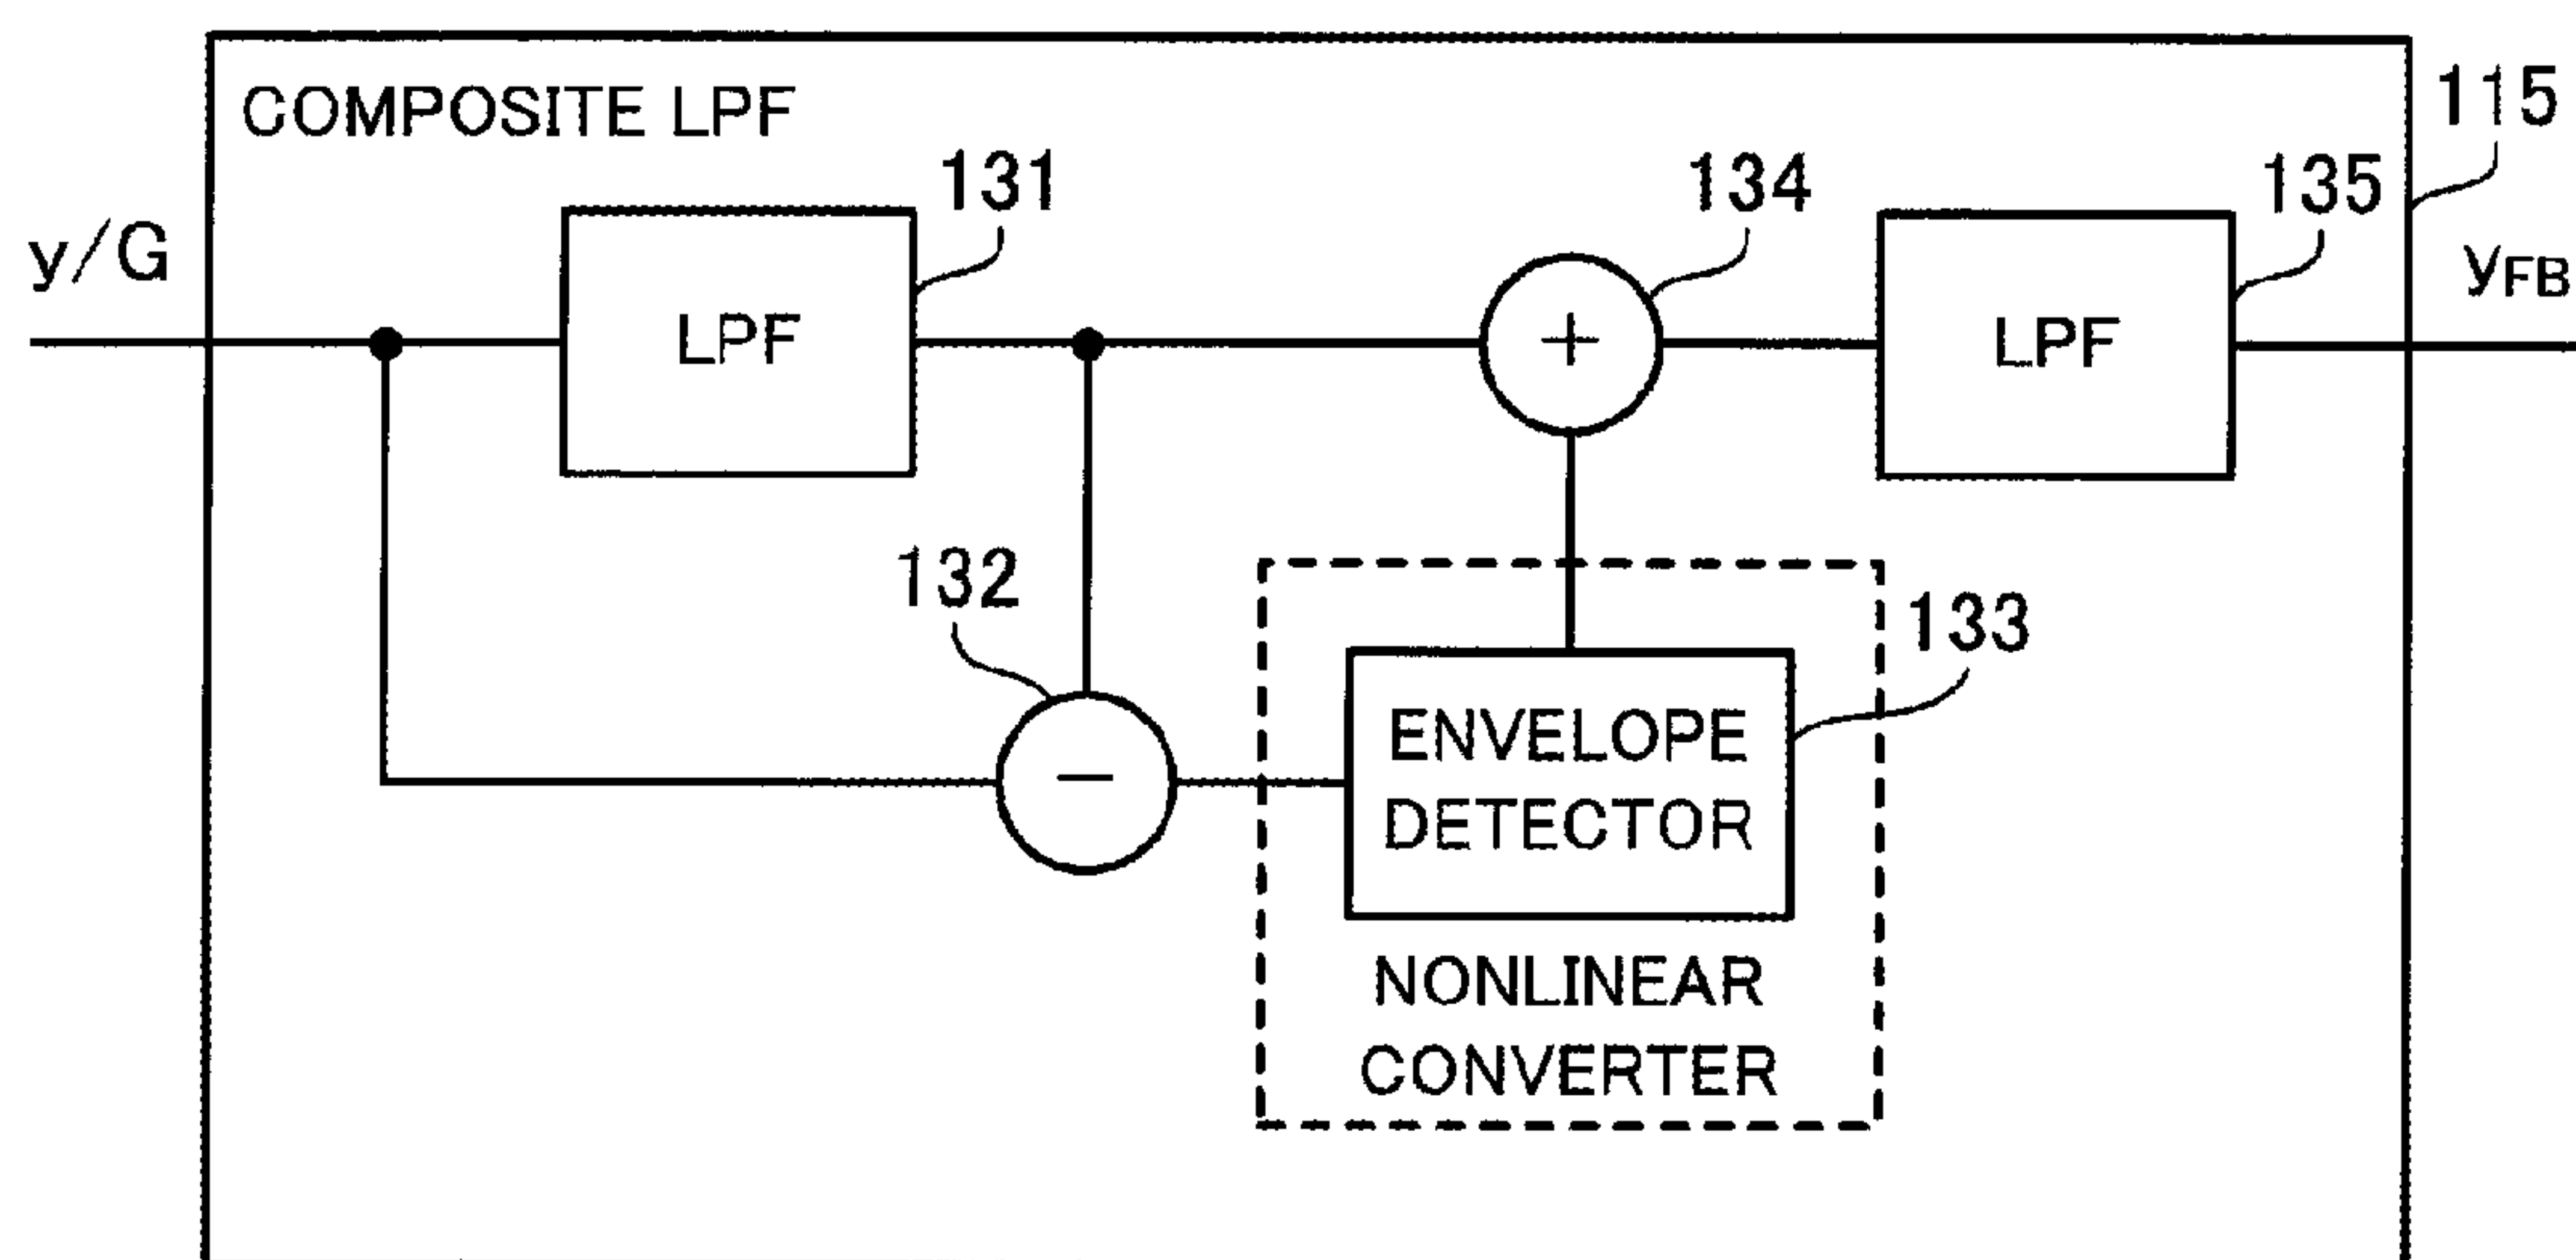 COMPOSITE LPF
115
131
134
135
y/G
LPF
+
LPF
yFB
132
133
−
ENVELOPE
DETECTOR
NONLINEAR
CONVERTER